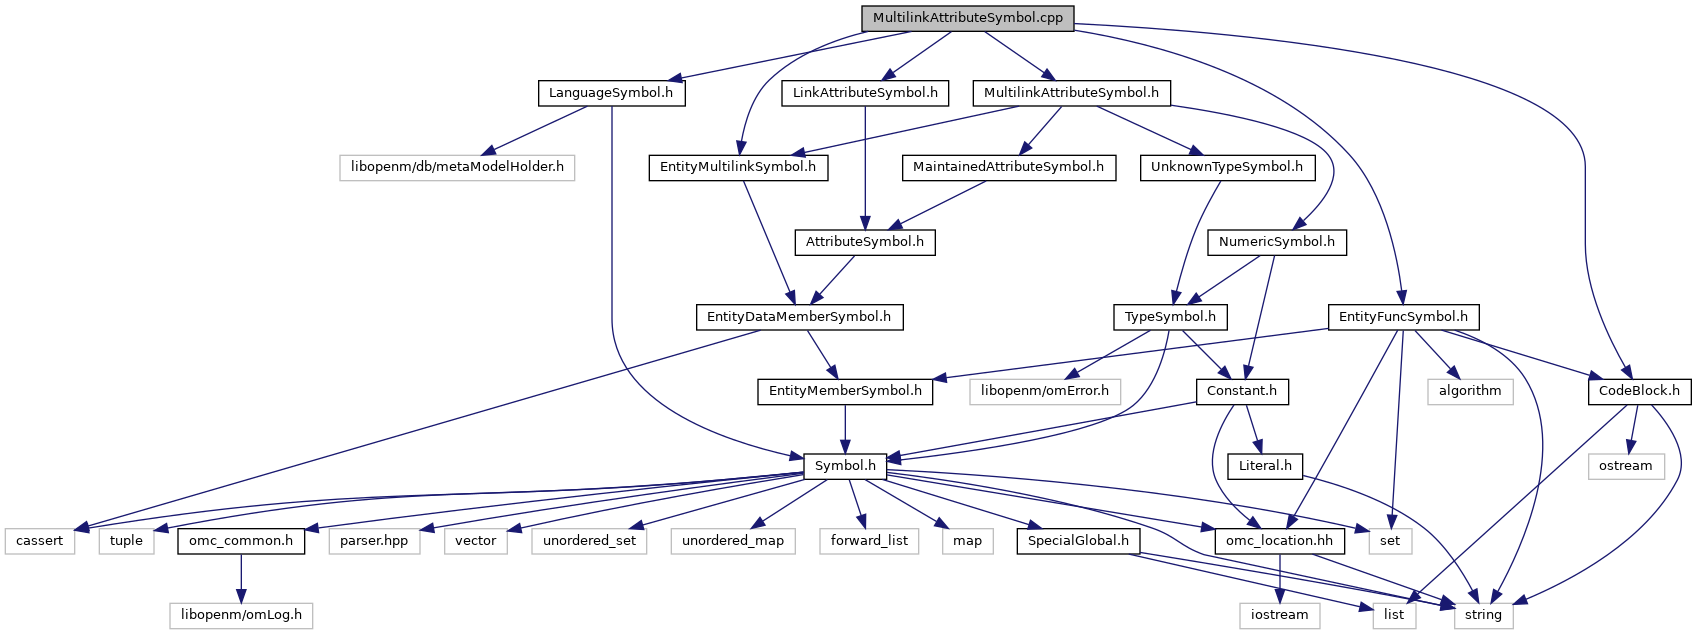 MultilinkAttributeSymbol.cpp
LanguageSymbol.h
LinkAttributeSymbol.h
MultilinkAttributeSymbol.h
libopenm/db/metaModelHolder.h
EntityMultilinkSymbol.h
MaintainedAttributeSymbol.h
UnknownTypeSymbol.h
AttributeSymbol.h
NumericSymbol.h
EntityDataMemberSymbol.h
TypeSymbol.h
EntityFuncSymbol.h
EntityMemberSymbol.h
libopenm/omError.h
Constant.h
algorithm
CodeBlock.h
Symbol.h
Literal.h
ostream
cassert
tuple
omc_common.h
parser.hpp
vector
unordered_set
unordered_map
forward_list
map
SpecialGlobal.h
omc_location.hh
set
libopenm/omLog.h
iostream
list
string